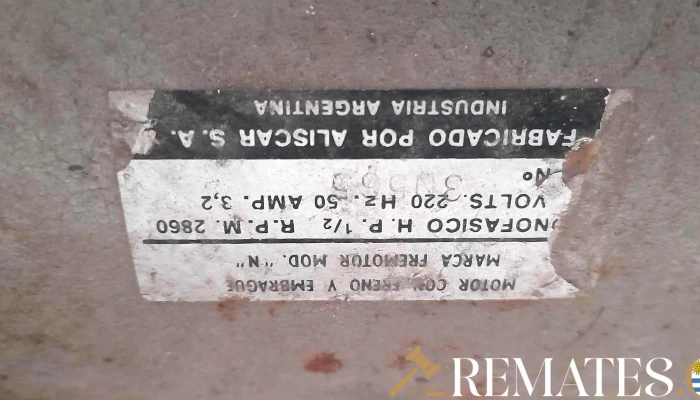 MOTOR CON FRENO Y EMBRAGUE
MARCA FREMOTOR MOD. "N"
NOFASICO H.P. 1/2 R.P.M. 2860
VOLTS. 220 Hz. 50 AMP. 3,2
Nº
FABRICADO POR ALISCAR S.A.
INDUSTRIA ARGENTINA
REMATES